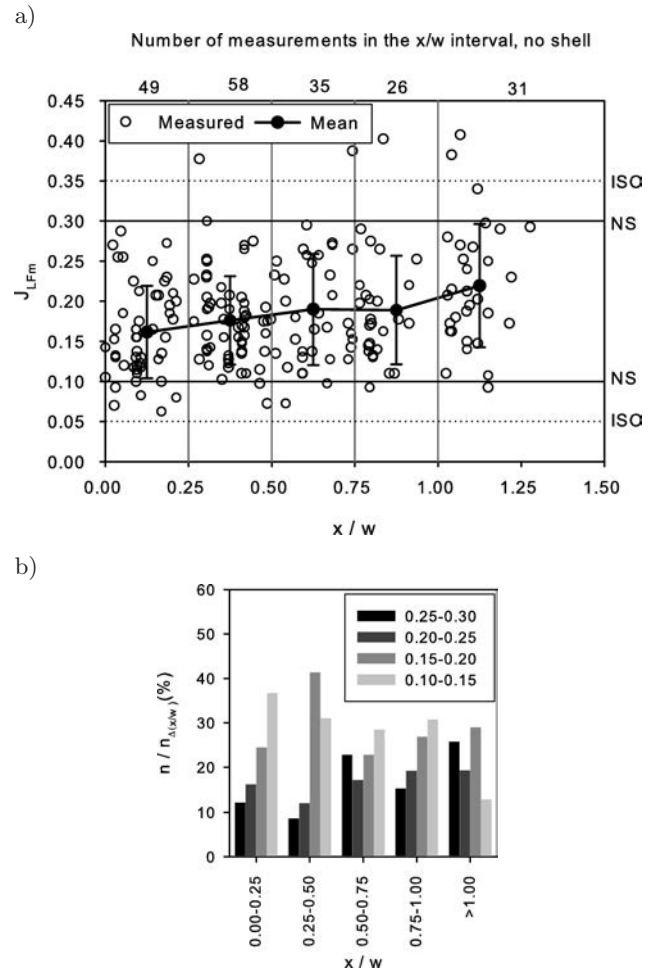 a)
Number of measurements in the x/w interval, no shell
49 58 35 26 31
0.45
Measured Mean
0.40
0.35
ISO
0.30
NS
0.25
J_LFm
0.20
0.15
0.10
NS
0.05
ISO
0.00
0.00 0.25 0.50 0.75 1.00 1.25 1.50
x / w
b)
60
0.25-0.30
50
0.20-0.25
0.15-0.20
40
0.10-0.15
n / n_Δ(x/w) (%)
30
20
10
0
0.00-0.25
0.25-0.50
0.50-0.75
0.75-1.00
>1.00
x / w